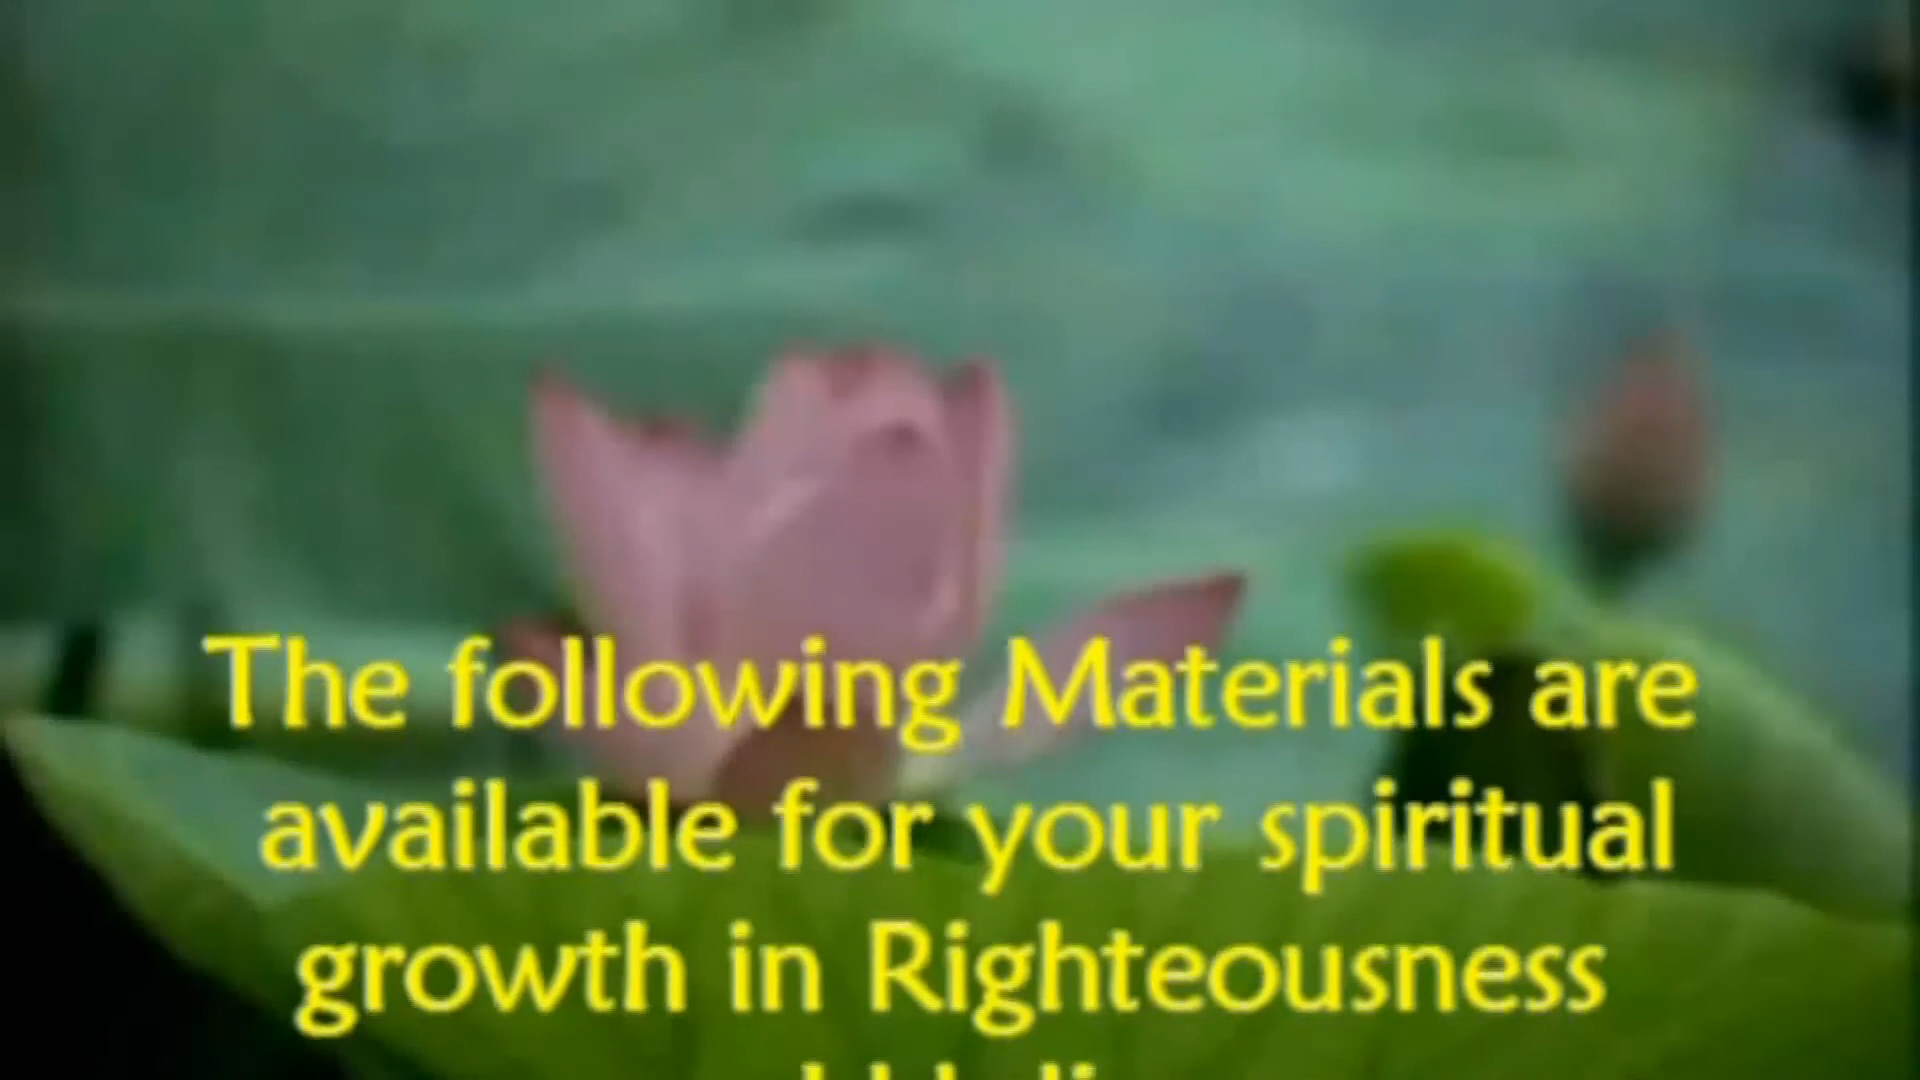 The following Materials are
available for your spiritual
growth in Righteousness